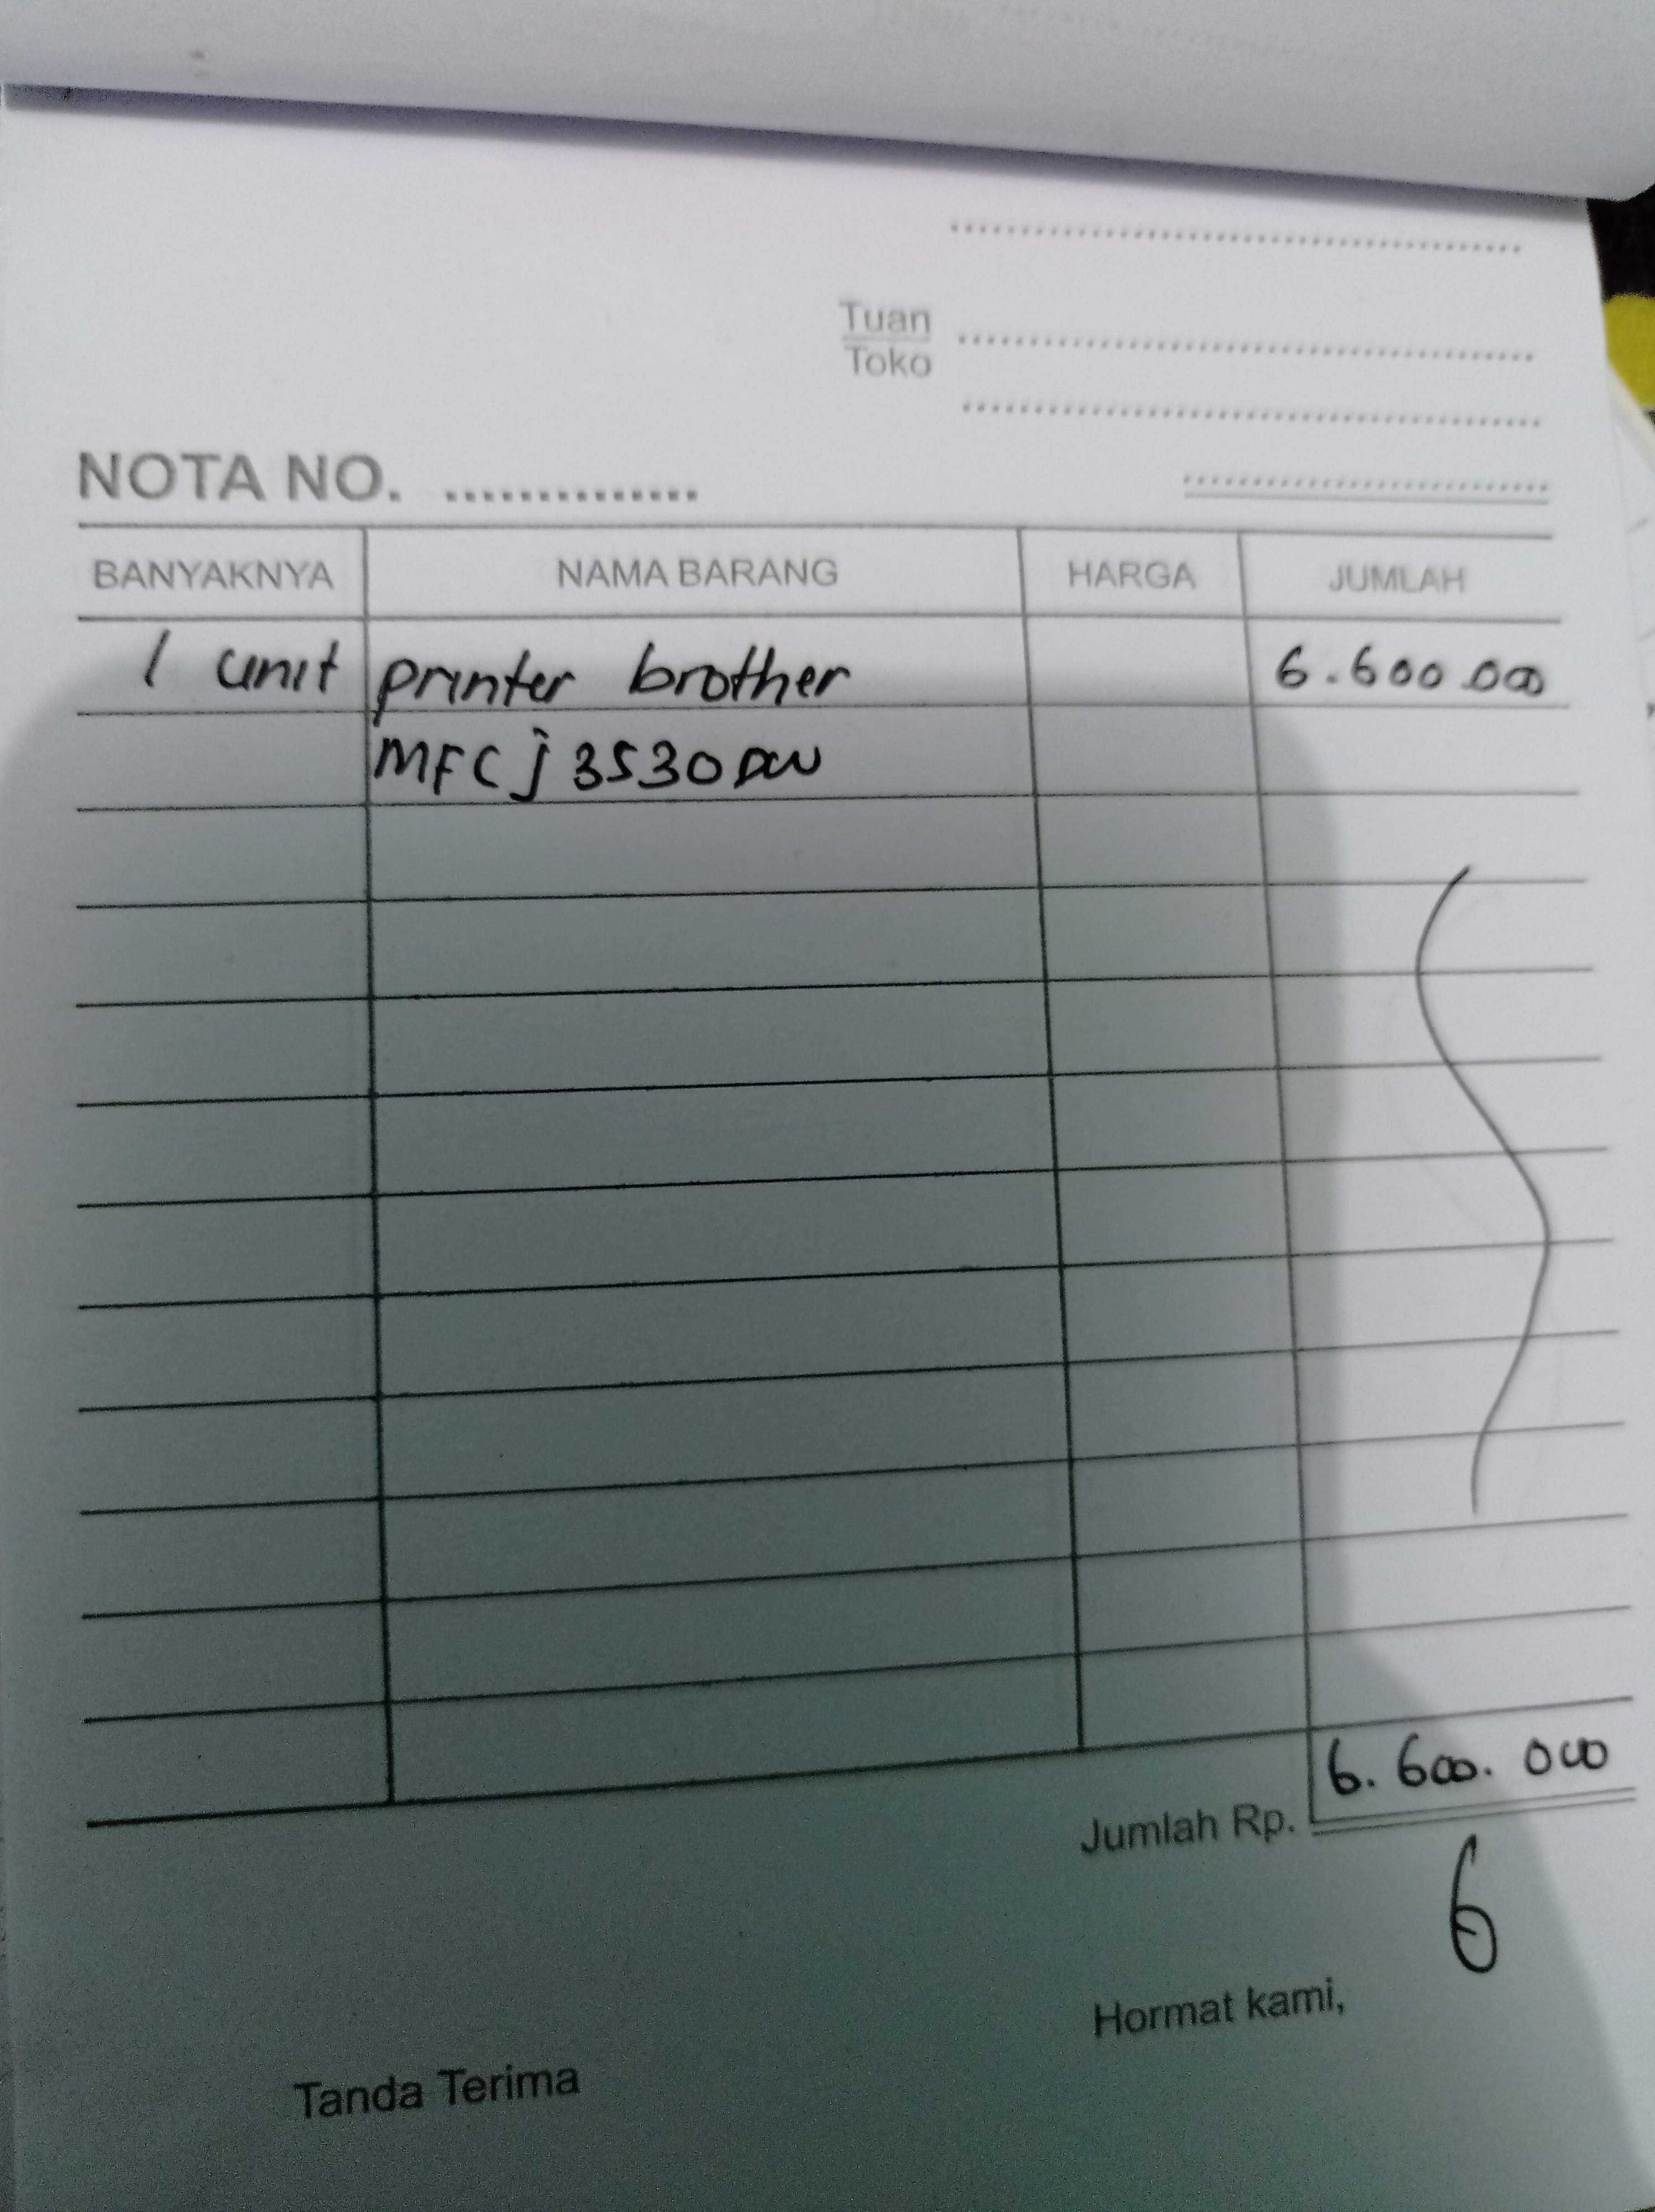 Tuan
Toko
NOTA NO.
BANYAKNYA NAMA BARANG HARGA JUMLAH
1 unit printer brother 6.600.000
MFC j 3530 DW
Jumlah Rp. 6.600.000
6
Hormat kami,
Tanda Terima